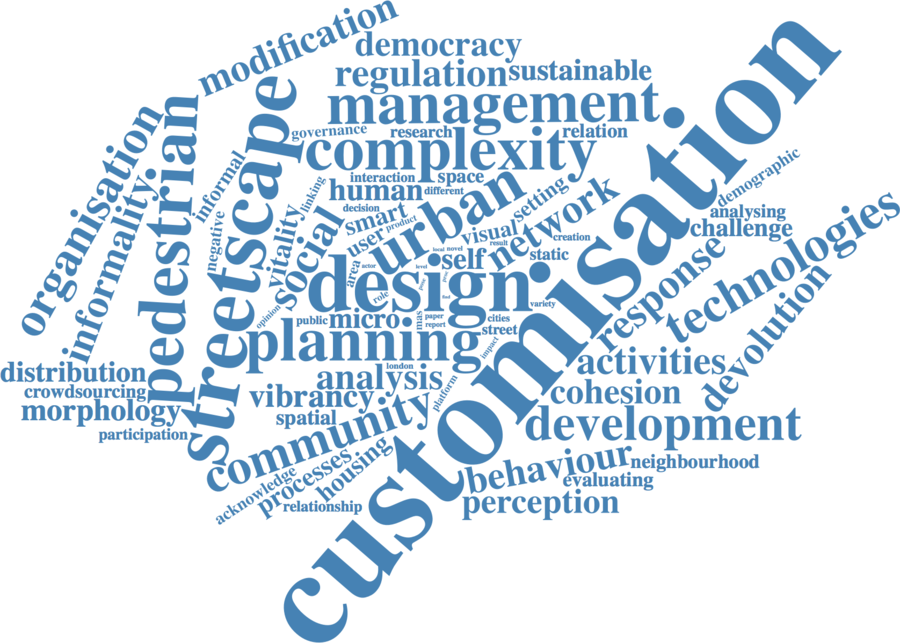 modification
democracy
regulation
sustainable
management
governance
research
relation
complexity
customisation
organisation
pedestrian
streetscape
informal
informality
interaction
space
linking
human
different
urban
demographic
decision
setting
smart
product
network
negative
vitality
social
user
visual
analysing
challenge
technologies
creation
result
local
novel
self
static
area
actor
level
response
devolution
design
role
variety
opinion
public
micro
mas
paper
report
cities
street
planning
impact
activities
distribution
london
analysis
crowdsourcing
platform
vibrancy
cohesion
morphology
spatial
community
development
participation
behaviour
neighbourhood
processes
housing
acknowledge
evaluating
relationship
perception